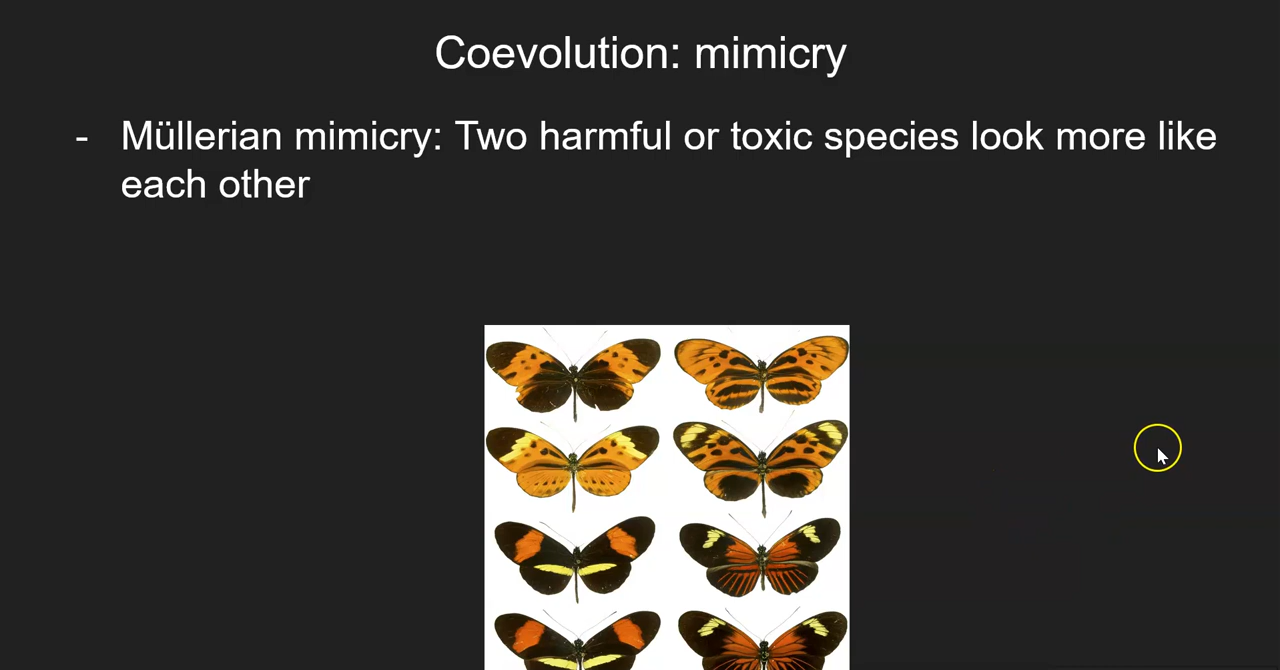 Coevolution: mimicry
- Müllerian mimicry: Two harmful or toxic species look more like
each other